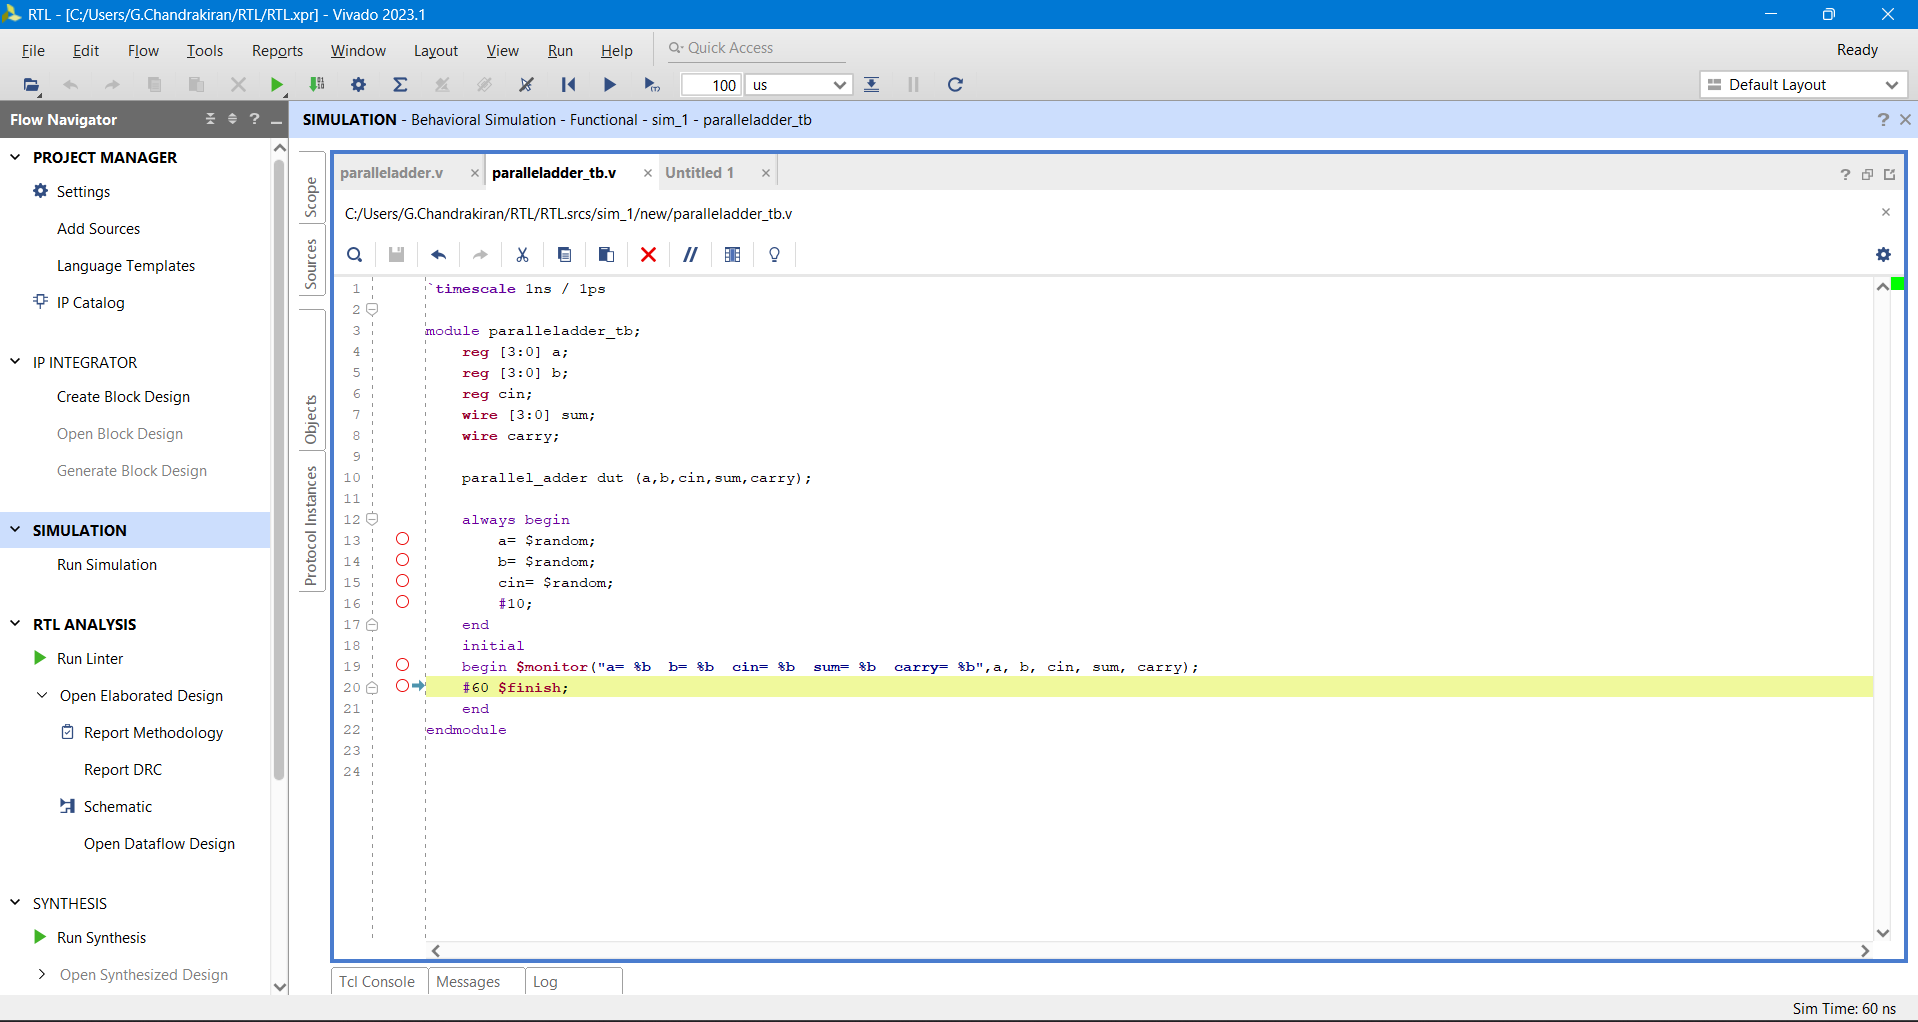 RTL - [C:/Users/G.Chandrakiran/RTL/RTL.xpr] - Vivado 2023.1
File Edit Flow Tools Reports Window Layout View Run Help Quick Access Ready
100 us Default Layout
Flow Navigator ?
SIMULATION - Behavioral Simulation - Functional - sim_1 - paralleladder_tb ?
PROJECT MANAGER
Settings
Add Sources
Language Templates
IP Catalog
IP INTEGRATOR
Create Block Design
Open Block Design
Generate Block Design
SIMULATION
Run Simulation
RTL ANALYSIS
Run Linter
Open Elaborated Design
Report Methodology
Report DRC
Schematic
Open Dataflow Design
SYNTHESIS
Run Synthesis
Open Synthesized Design
Scope
Sources
Objects
Protocol Instances
paralleladder.v × paralleladder_tb.v × Untitled 1 × ?
C:/Users/G.Chandrakiran/RTL/RTL.srcs/sim_1/new/paralleladder_tb.v
1 `timescale 1ns / 1ps
2
3 module paralleladder_tb;
4 reg [3:0] a;
5 reg [3:0] b;
6 reg cin;
7 wire [3:0] sum;
8 wire carry;
9
10 parallel_adder dut (a,b,cin,sum,carry);
11
12 always begin
13 a= $random;
14 b= $random;
15 cin= $random;
16 #10;
17 end
18 initial
19 begin $monitor("a= %b  b= %b  cin= %b  sum= %b  carry= %b",a, b, cin, sum, carry);
20 #60 $finish;
21 end
22 endmodule
23
24
Tcl Console Messages Log
Sim Time: 60 ns